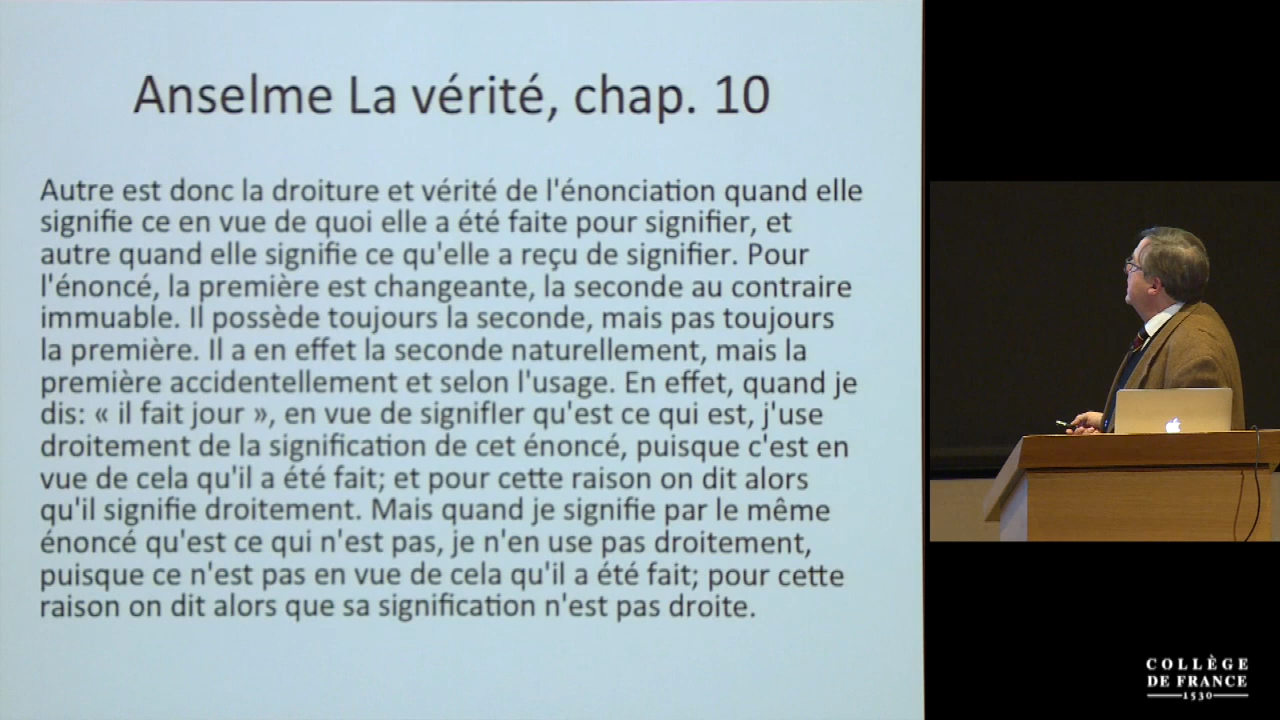 Anselme La vérité, chap. 10
Autre est donc la droiture et vérité de l'énonciation quand elle
signifie ce en vue de quoi elle a été faite pour signifier, et
autre quand elle signifie ce qu'elle a reçu de signifier. Pour
l'énoncé, la première est changeante, la seconde au contraire
immuable. Il possède toujours la seconde, mais pas toujours
la première. Il a en effet la seconde naturellement, mais la
première accidentellement et selon l'usage. En effet, quand je
dis: « il fait jour », en vue de signifier qu'est ce qui est, j'use
droitement de la signification de cet énoncé, puisque c'est en
vue de cela qu'il a été fait; et pour cette raison on dit alors
qu'il signifie droitement. Mais quand je signifie par le même
énoncé qu'est ce qui n'est pas, je n'en use pas droitement,
puisque ce n'est pas en vue de cela qu'il a été fait; pour cette
raison on dit alors que sa signification n'est pas droite.
COLLÈGE
DE FRANCE
1530